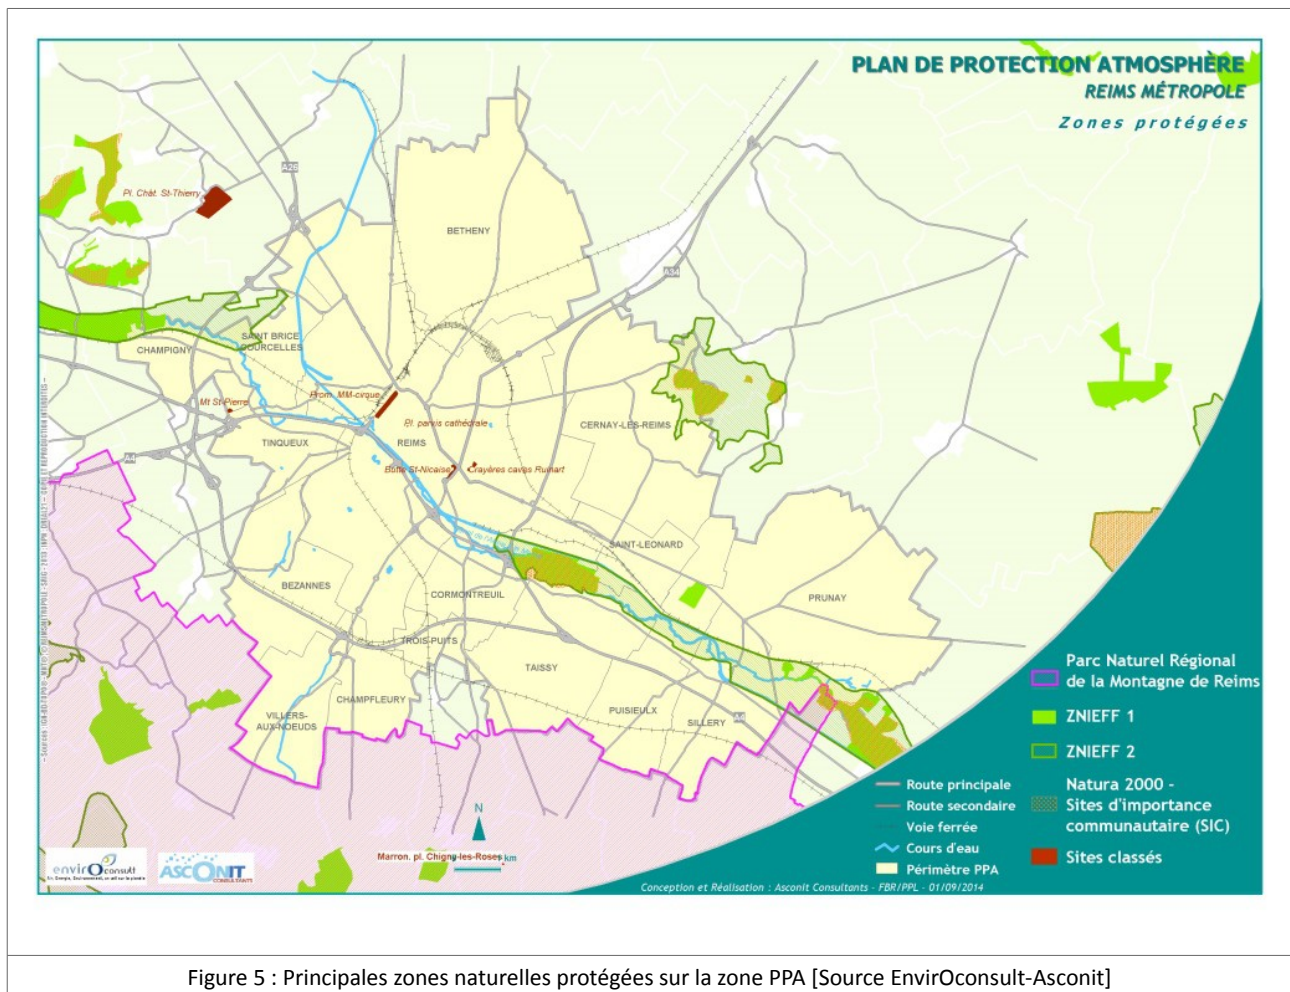 PLAN DE PROTECTION ATMOSPHÈRE
REIMS MÉTROPOLE
Zones protégées
A26
Pl. Chât. St-Thierry
BETHENY
A34
SAINT BRICE
COURCELLES
CHAMPIGNY
Mt St-Pierre
Prom. MM-cirque
Pl. parvis cathédrale
CERNAY-LES-REIMS
TINQUEUX
REIMS
A4
Butte St-Nicaise
Crayères caves Ruinart
SAINT-LEONARD
BEZANNES
CORMONTREUIL
PRUNAY
TROIS-PUITS
TAISSY
CHAMPFLEURY
VILLERS-
AUX-NOEUDS
PUISIEULX
SILLERY
A4
Parc Naturel Régional
de la Montagne de Reims
ZNIEFF 1
ZNIEFF 2
Natura 2000 -
Sites d'importance
communautaire (SIC)
Sites classés
Route principale
Route secondaire
Voie ferrée
Cours d'eau
Périmètre PPA
N
Marron. pl. Chigny-les-Roses
km
envirOconsult
ASCONIT
CONSULTANTS
Conception et Réalisation : Asconit Consultants - FBR/PPL - 01/09/2014
Figure 5 : Principales zones naturelles protégées sur la zone PPA [Source EnvirOconsult-Asconit]